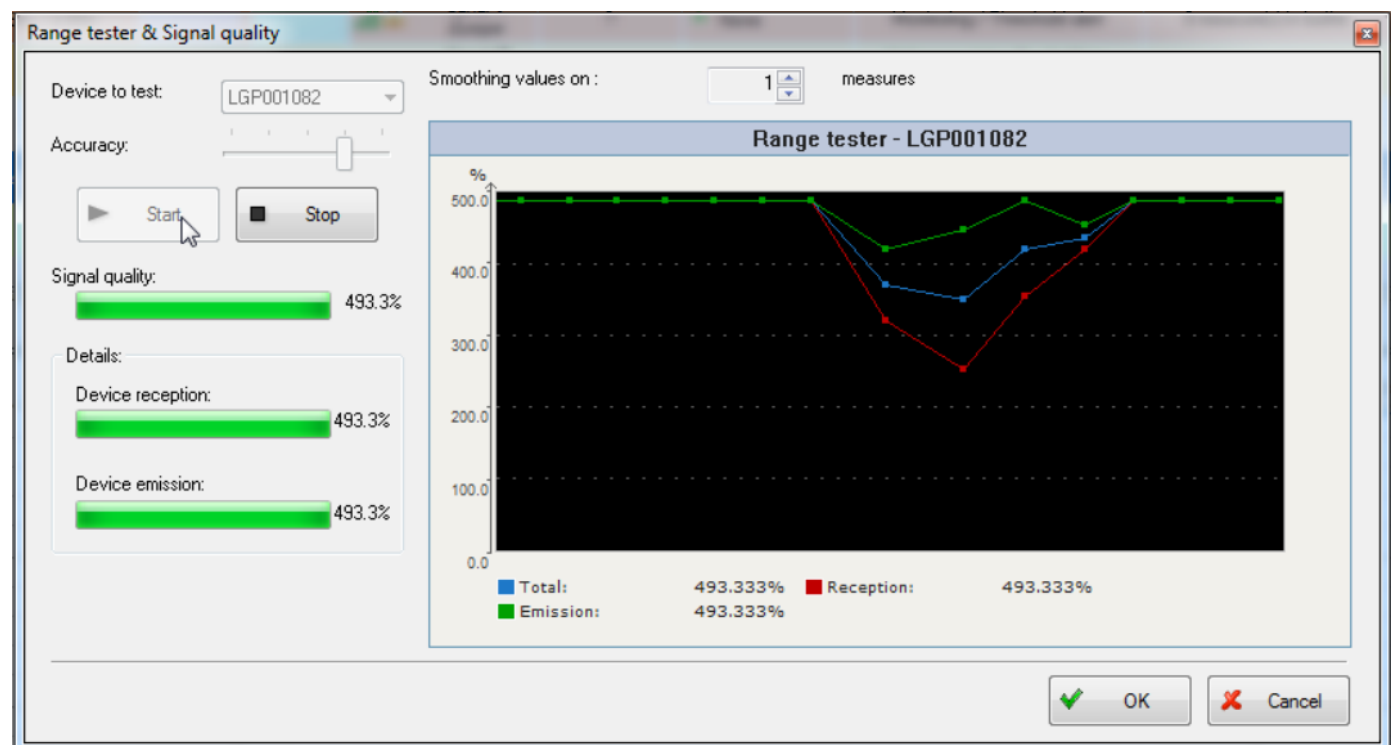 Range tester & Signal quality
Device to test:
LGP001082
Accuracy:
Start
Stop
Signal quality:
493.3%
Details:
Device reception:
493.3%
Device emission:
493.3%
Smoothing values on :
1
measures
Range tester - LGP001082
%
500.0
400.0
300.0
200.0
100.0
0.0
Total: 493.333% Reception: 493.333%
Emission: 493.333%
OK
Cancel